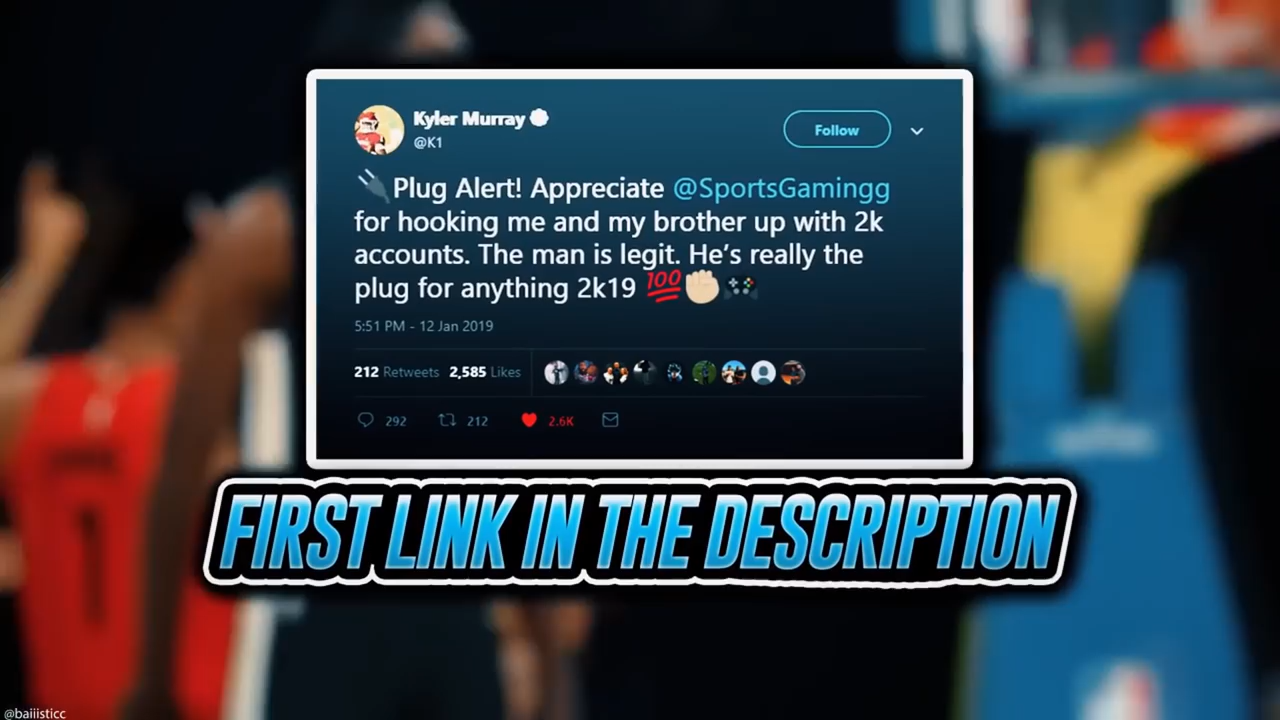 Kyler Murray
@K1
Follow
Plug Alert! Appreciate @SportsGamingg
for hooking me and my brother up with 2k
accounts. The man is legit. He's really the
plug for anything 2k19 💯✊🏼🎮
5:51 PM - 12 Jan 2019
212 Retweets 2,585 Likes
292 212 2.6K
FIRST LINK IN THE DESCRIPTION
@baiiisticc